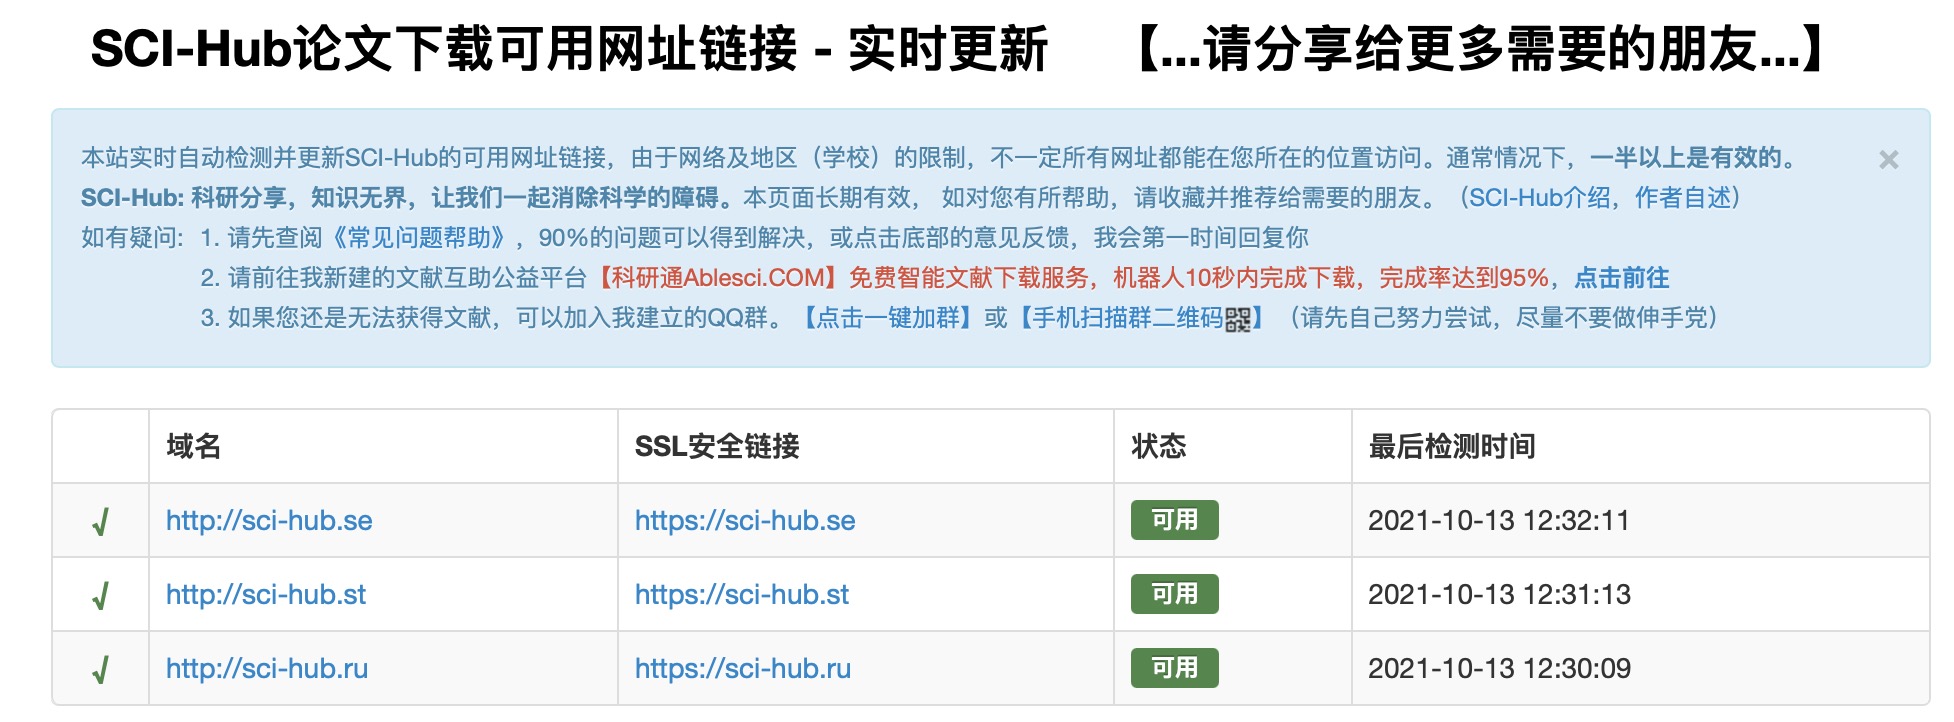 SCI-Hub论文下载可用网址链接 - 实时更新 【...请分享给更多需要的朋友...】
本站实时自动检测并更新SCI-Hub的可用网址链接，由于网络及地区（学校）的限制，不一定所有网址都能在您所在的位置访问。通常情况下，一半以上是有效的。 ×
SCI-Hub: 科研分享，知识无界，让我们一起消除科学的障碍。本页面长期有效， 如对您有所帮助，请收藏并推荐给需要的朋友。（SCI-Hub介绍，作者自述）
如有疑问: 1. 请先查阅《常见问题帮助》，90%的问题可以得到解决，或点击底部的意见反馈，我会第一时间回复你
2. 请前往我新建的文献互助公益平台【科研通Ablesci.COM】免费智能文献下载服务，机器人10秒内完成下载，完成率达到95%，点击前往
3. 如果您还是无法获得文献，可以加入我建立的QQ群。【点击一键加群】或【手机扫描群二维码】（请先自己努力尝试，尽量不要做伸手党）
域名 SSL安全链接 状态 最后检测时间
√ http://sci-hub.se https://sci-hub.se 可用 2021-10-13 12:32:11
√ http://sci-hub.st https://sci-hub.st 可用 2021-10-13 12:31:13
√ http://sci-hub.ru https://sci-hub.ru 可用 2021-10-13 12:30:09